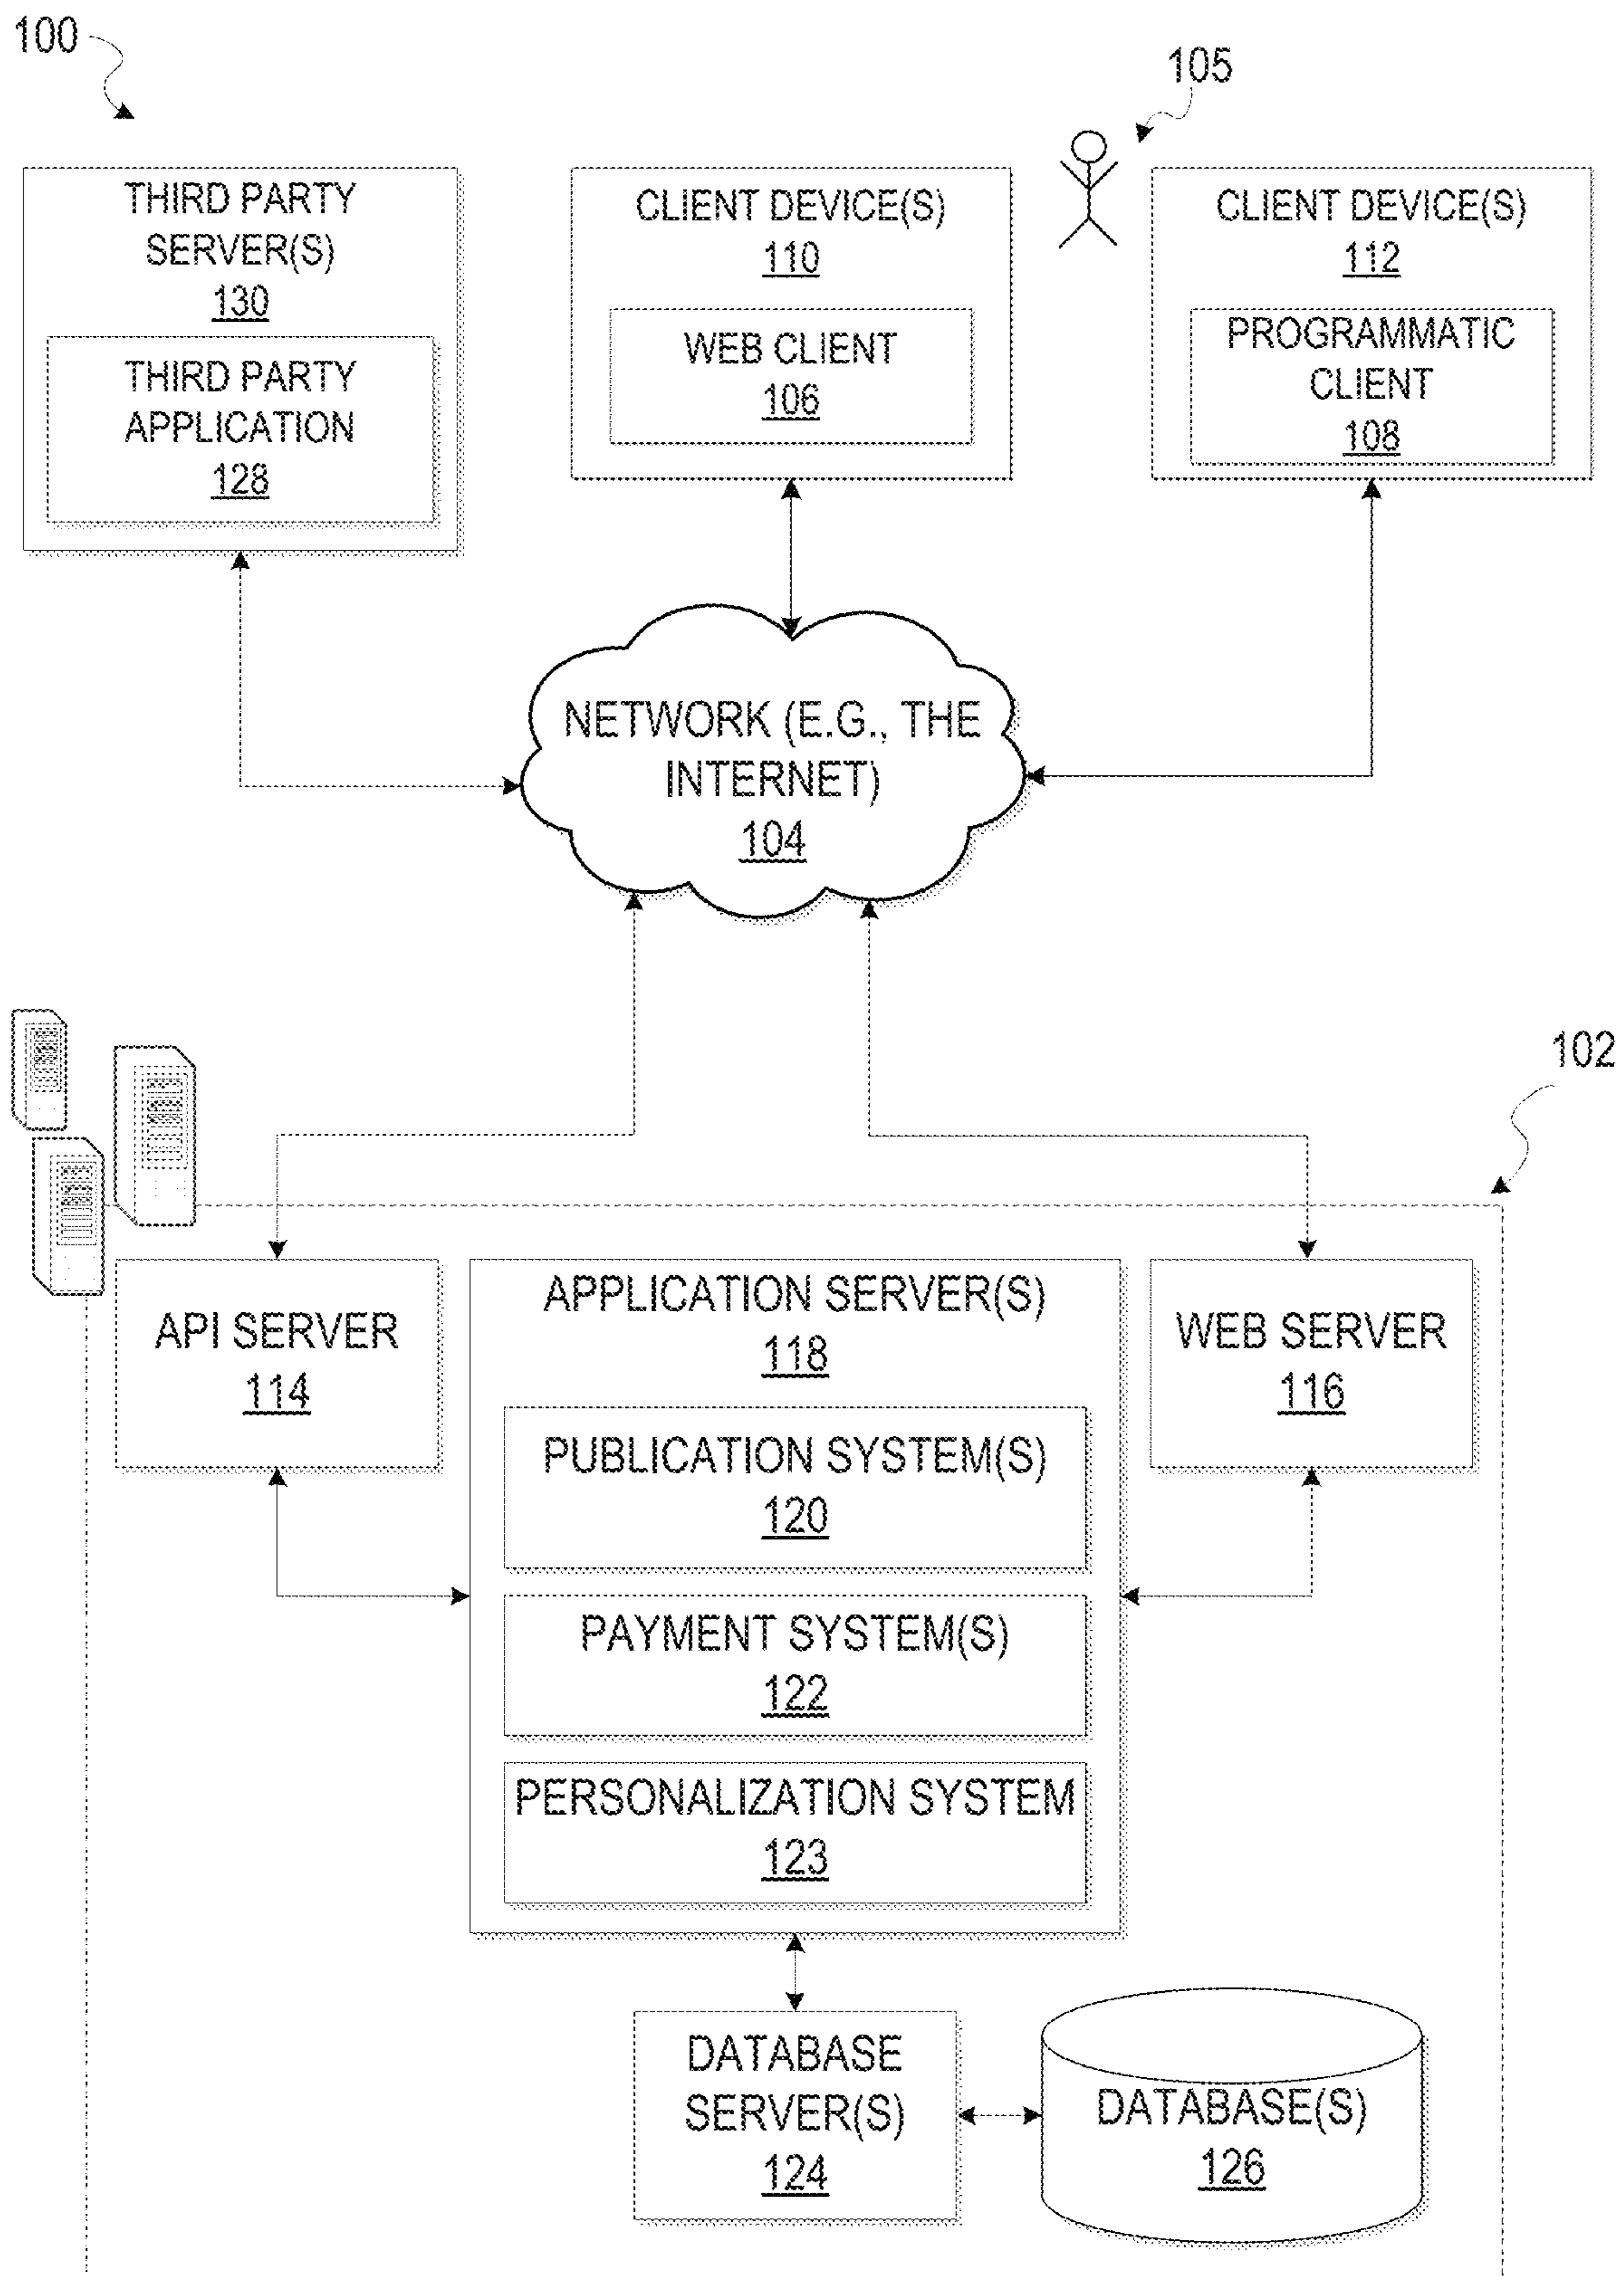 100
105
THIRD PARTY
SERVER(S)
130
THIRD PARTY
APPLICATION
128
CLIENT DEVICE(S)
110
WEB CLIENT
106
CLIENT DEVICE(S)
112
PROGRAMMATIC
CLIENT
108
NETWORK (E.G., THE
INTERNET)
104
102
API SERVER
114
APPLICATION SERVER(S)
118
PUBLICATION SYSTEM(S)
120
PAYMENT SYSTEM(S)
122
PERSONALIZATION SYSTEM
123
WEB SERVER
116
DATABASE
SERVER(S)
124
DATABASE(S)
126